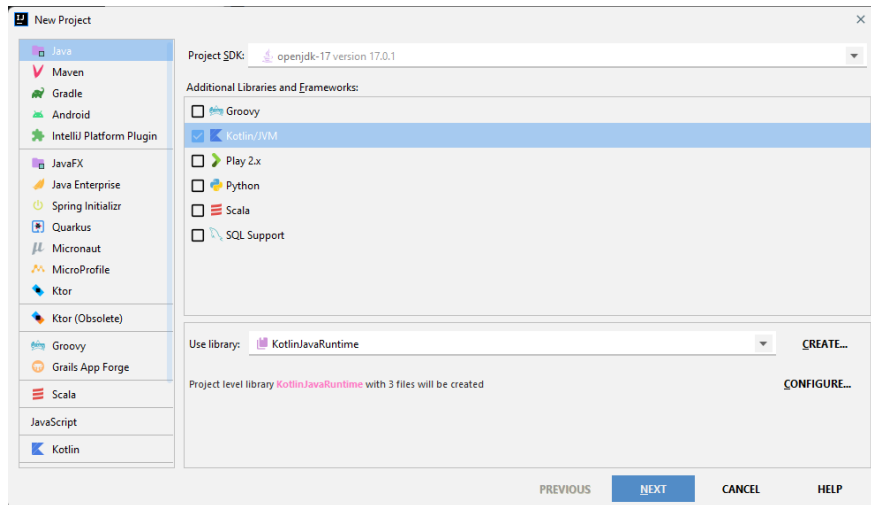 New Project
Java
Maven
Gradle
Android
IntelliJ Platform Plugin
JavaFX
Java Enterprise
Spring Initializr
Quarkus
Micronaut
MicroProfile
Ktor
Ktor (Obsolete)
Groovy
Grails App Forge
Scala
JavaScript
Kotlin
Project SDK: openjdk-17 version 17.0.1
Additional Libraries and Frameworks:
Groovy
Kotlin/JVM
Play 2.x
Python
Scala
SQL Support
Use library: KotlinJavaRuntime CREATE...
Project level library KotlinJavaRuntime with 3 files will be created CONFIGURE...
PREVIOUS NEXT CANCEL HELP